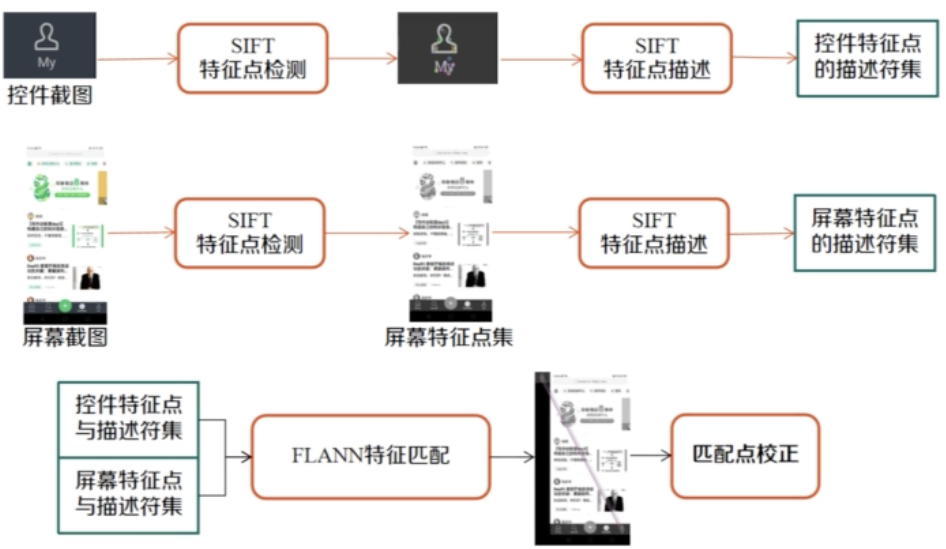 My
控件截图
SIFT
特征点检测
My
SIFT
特征点描述
控件特征点
的描述符集
屏幕截图
SIFT
特征点检测
屏幕特征点集
SIFT
特征点描述
屏幕特征点
的描述符集
控件特征点
与描述符集
屏幕特征点
与描述符集
FLANN特征匹配
匹配点校正